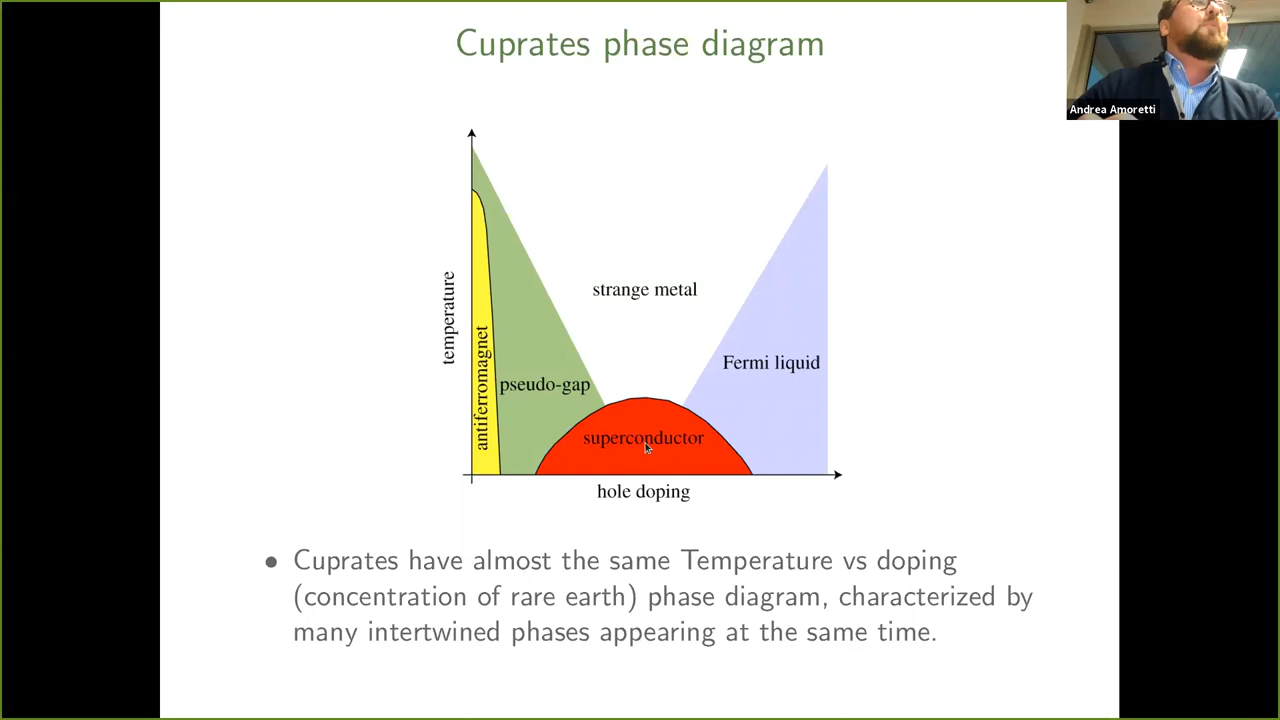 Cuprates phase diagram
Andrea Amoretti
temperature
antiferromagnet
pseudo-gap
strange metal
Fermi liquid
superconductor
hole doping
• Cuprates have almost the same Temperature vs doping
(concentration of rare earth) phase diagram, characterized by
many intertwined phases appearing at the same time.